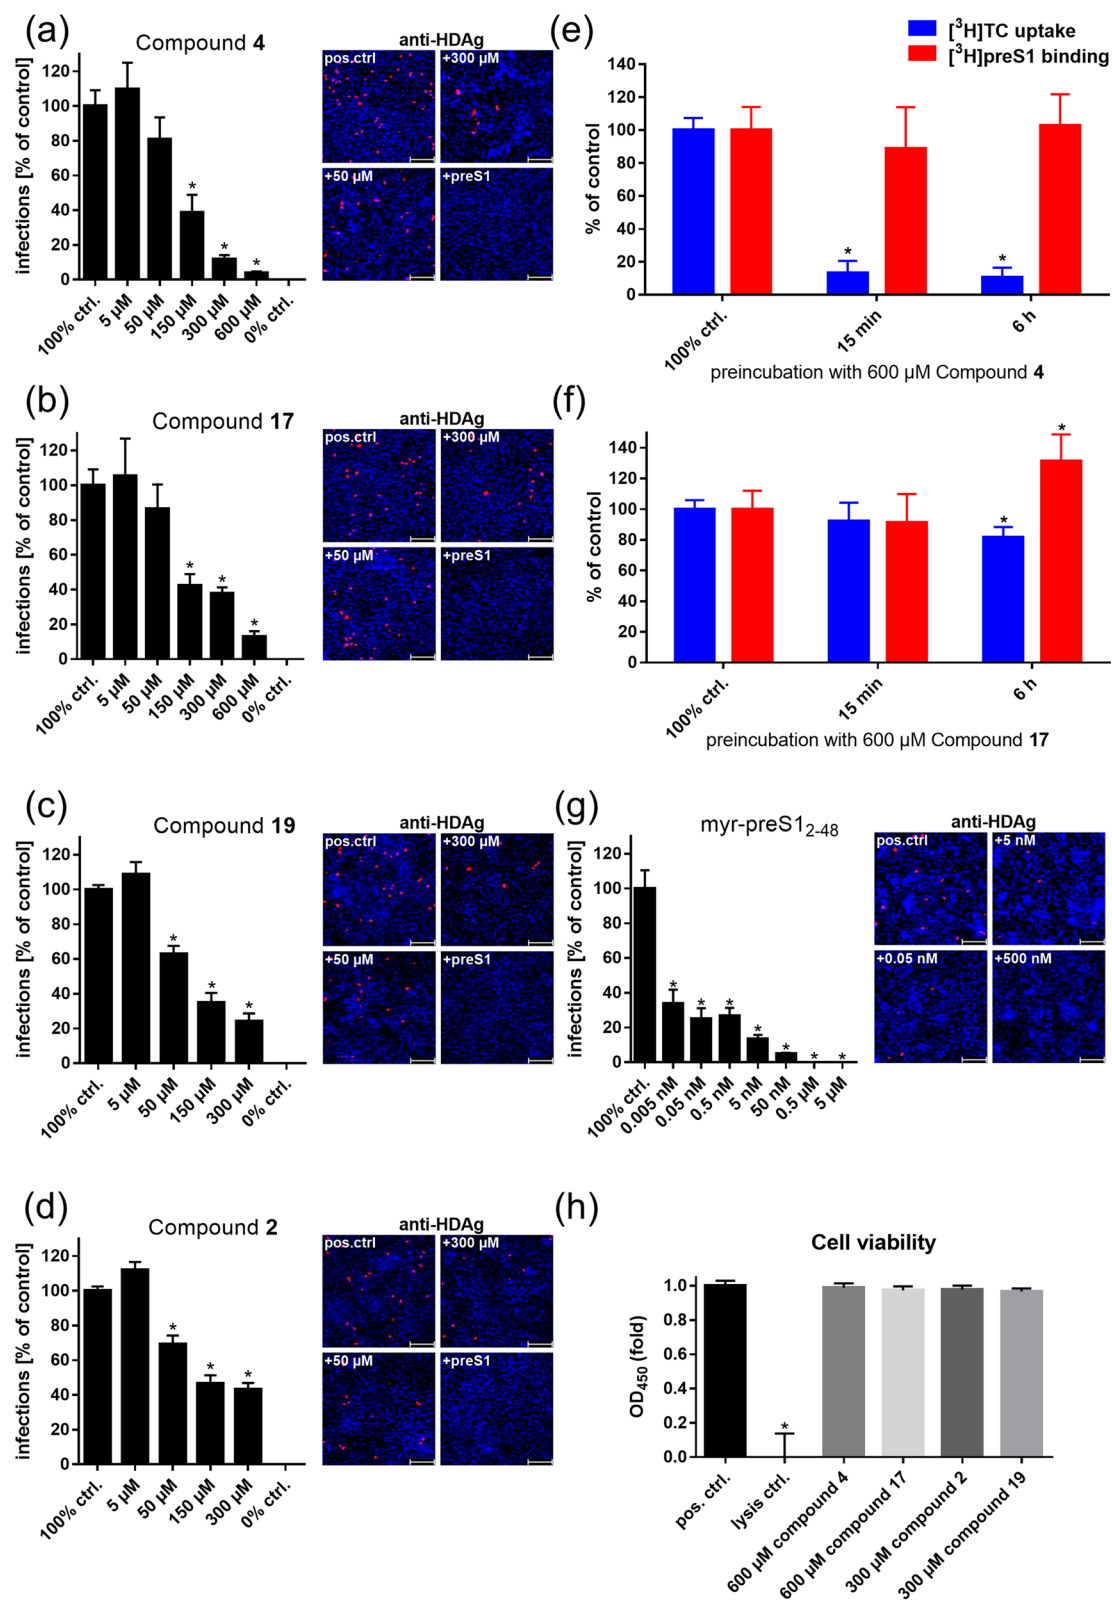 (a)
Compound 4
infections [% of control]
120
100
80
60
40
20
0
100% ctrl.
5 µM
50 µM
150 µM
300 µM
600 µM
0% ctrl.
*
*
*
anti-HDAg
pos.ctrl
+300 µM
+50 µM
+preS1
(e)
[³H]TC uptake
[³H]preS1 binding
% of control
140
120
100
80
60
40
20
0
*
*
100% ctrl.
15 min
6 h
preincubation with 600 µM Compound 4
(b)
Compound 17
infections [% of control]
120
100
80
60
40
20
0
*
*
*
100% ctrl.
5 µM
50 µM
150 µM
300 µM
600 µM
0% ctrl.
anti-HDAg
pos.ctrl
+300 µM
+50 µM
+preS1
(f)
% of control
140
120
100
80
60
40
20
0
*
*
100% ctrl.
15 min
6 h
preincubation with 600 µM Compound 17
(c)
Compound 19
infections [% of control]
120
100
80
60
40
20
0
*
*
*
100% ctrl.
5 µM
50 µM
150 µM
300 µM
0% ctrl.
anti-HDAg
pos.ctrl
+300 µM
+50 µM
+preS1
(g)
myr-preS1₂₋₄₈
infections [% of control]
120
100
80
60
40
20
0
*
*
*
*
*
*
*
100% ctrl.
0.005 nM
0.05 nM
0.5 nM
5 nM
50 nM
0.5 µM
5 µM
anti-HDAg
pos.ctrl
+5 nM
+0.05 nM
+500 nM
(d)
Compound 2
infections [% of control]
120
100
80
60
40
20
0
*
*
*
100% ctrl.
5 µM
50 µM
150 µM
300 µM
0% ctrl.
anti-HDAg
pos.ctrl
+300 µM
+50 µM
+preS1
(h)
Cell viability
OD₄₅₀ (fold)
1.0
0.8
0.6
0.4
0.2
0.0
*
pos. ctrl.
lysis ctrl.
600 µM compound 4
600 µM compound 17
300 µM compound 2
300 µM compound 19